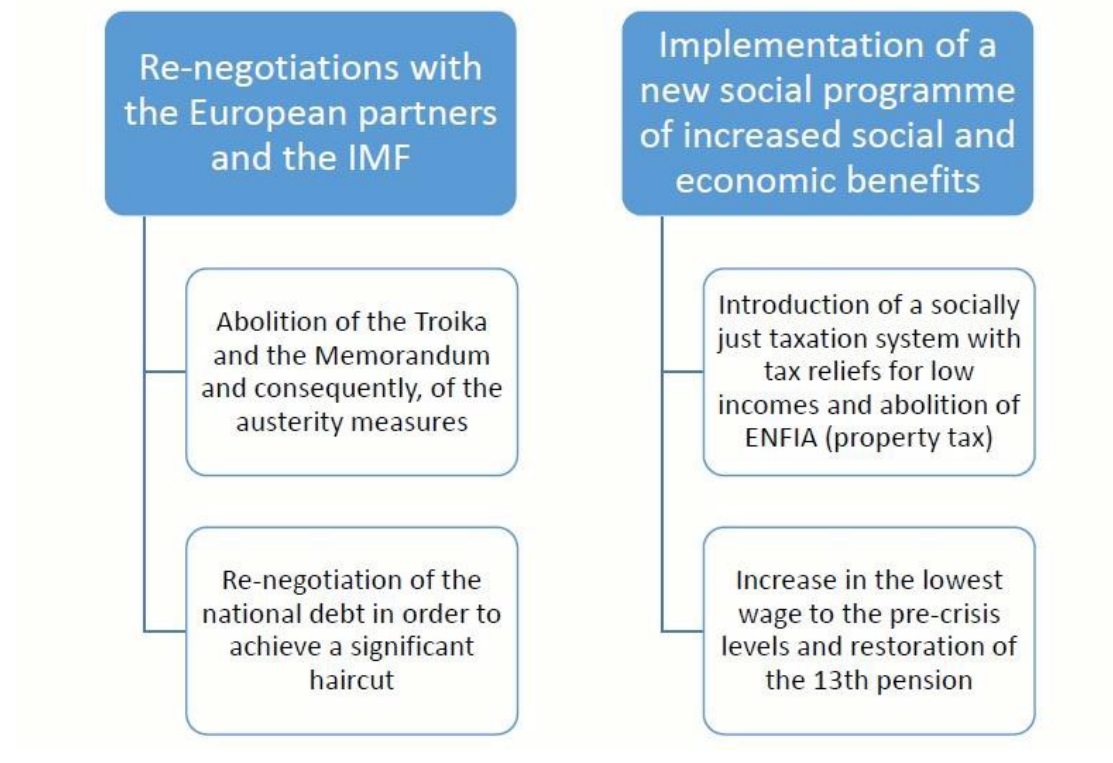 Re-negotiations with
the European partners
and the IMF
Abolition of the Troika
and the Memorandum
and consequently, of the
austerity measures
Re-negotiation of the
national debt in order to
achieve a significant
haircut
Implementation of a
new social programme
of increased social and
economic benefits
Introduction of a socially
just taxation system with
tax reliefs for low
incomes and abolition of
ENFIA (property tax)
Increase in the lowest
wage to the pre-crisis
levels and restoration of
the 13th pension